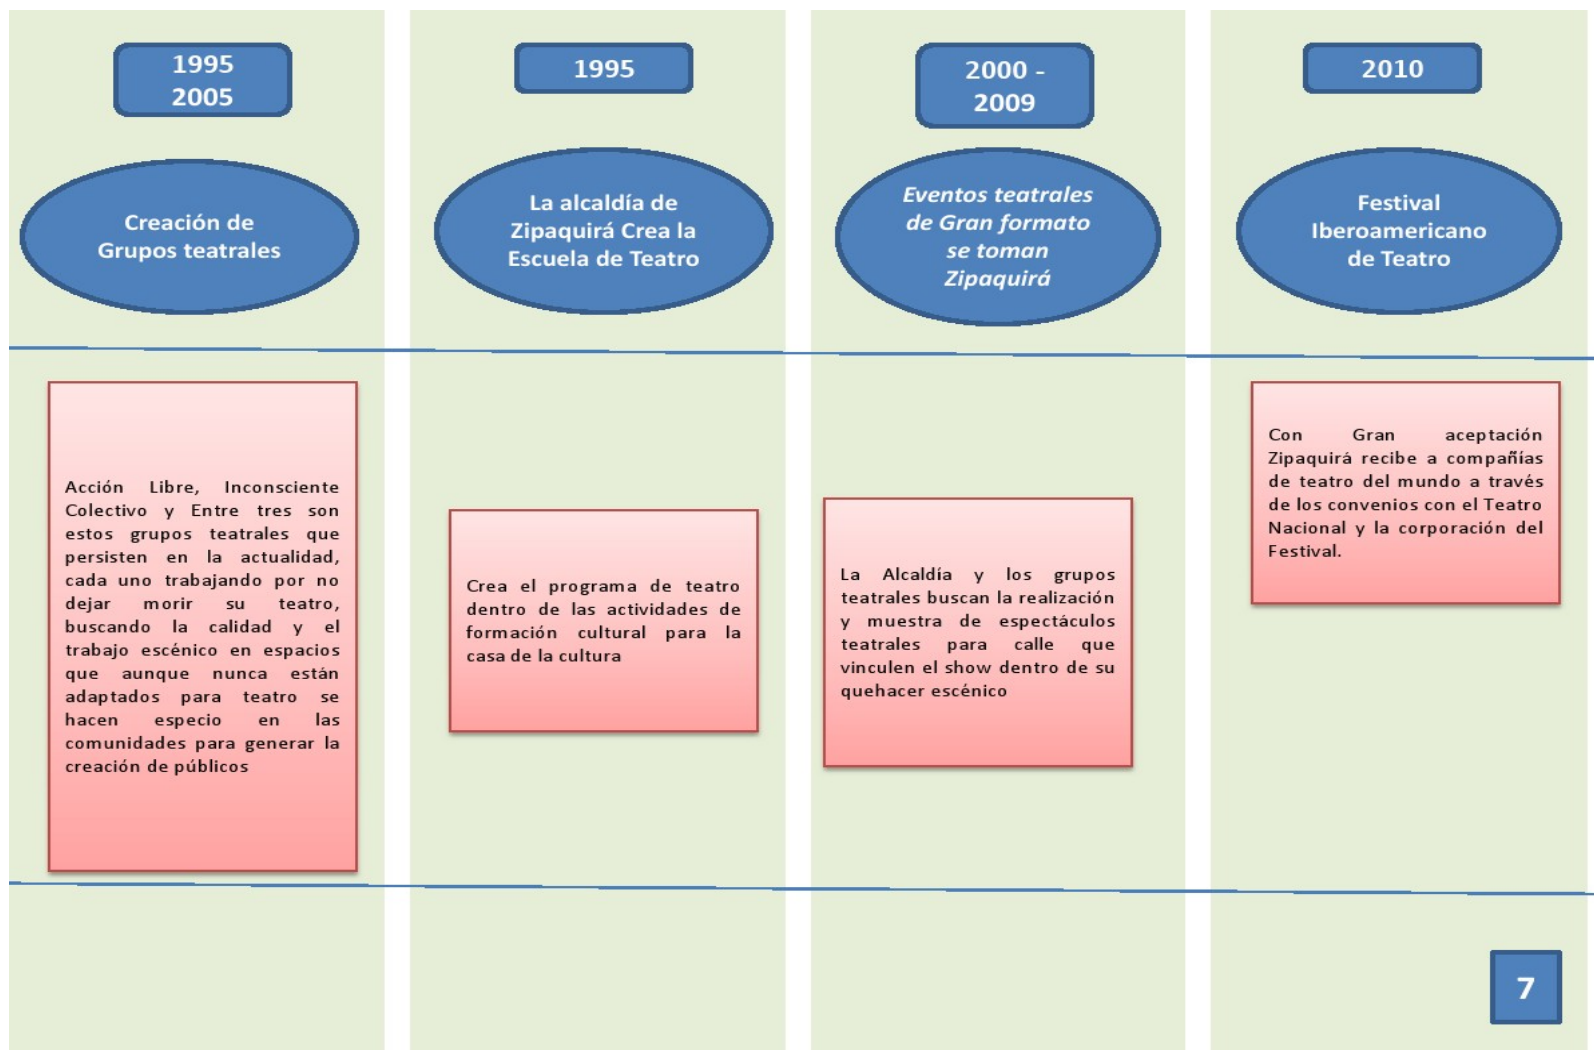 1995
2005
Creación de
Grupos teatrales
Acción Libre, Inconsciente
Colectivo y Entre tres son
estos grupos teatrales que
persisten en la actualidad,
cada uno trabajando por no
dejar morir su teatro,
buscando la calidad y el
trabajo escénico en espacios
que aunque nunca están
adaptados para teatro se
hacen especio en las
comunidades para generar la
creación de públicos
1995
La alcaldía de
Zipaquirá Crea la
Escuela de Teatro
Crea el programa de teatro
dentro de las actividades de
formación cultural para la
casa de la cultura
2000 -
2009
Eventos teatrales
de Gran formato
se toman
Zipaquirá
La Alcaldía y los grupos
teatrales buscan la realización
y muestra de espectáculos
teatrales para calle que
vinculen el show dentro de su
quehacer escénico
2010
Festival
Iberoamericano
de Teatro
Con Gran aceptación
Zipaquirá recibe a compañías
de teatro del mundo a través
de los convenios con el Teatro
Nacional y la corporación del
Festival.
7